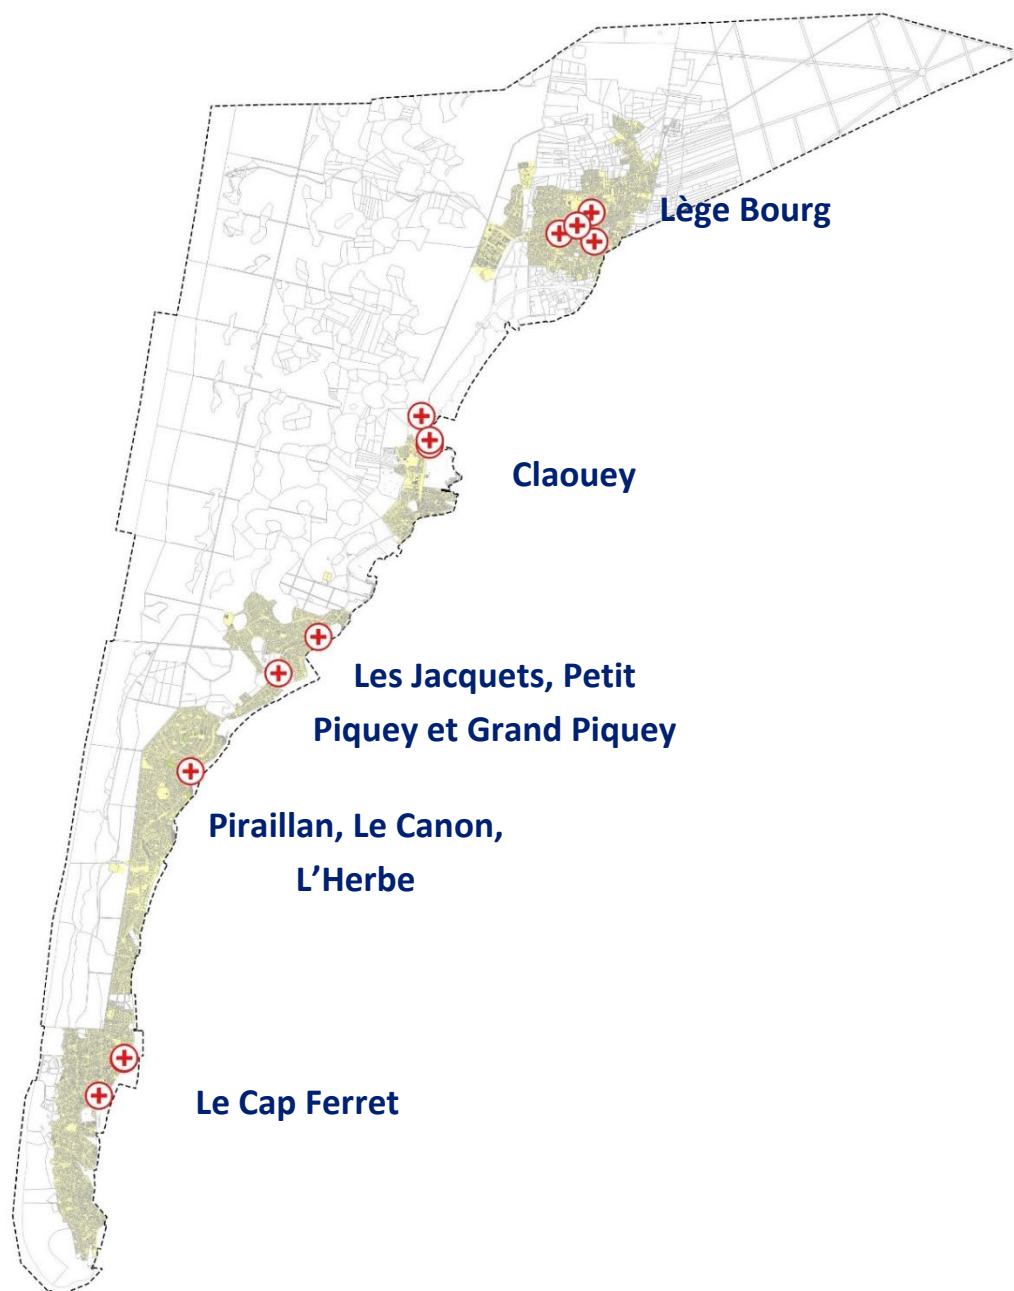 Lège Bourg
Claouey
Les Jacquets, Petit
Piquey et Grand Piquey
Piraillan, Le Canon,
L’Herbe
Le Cap Ferret